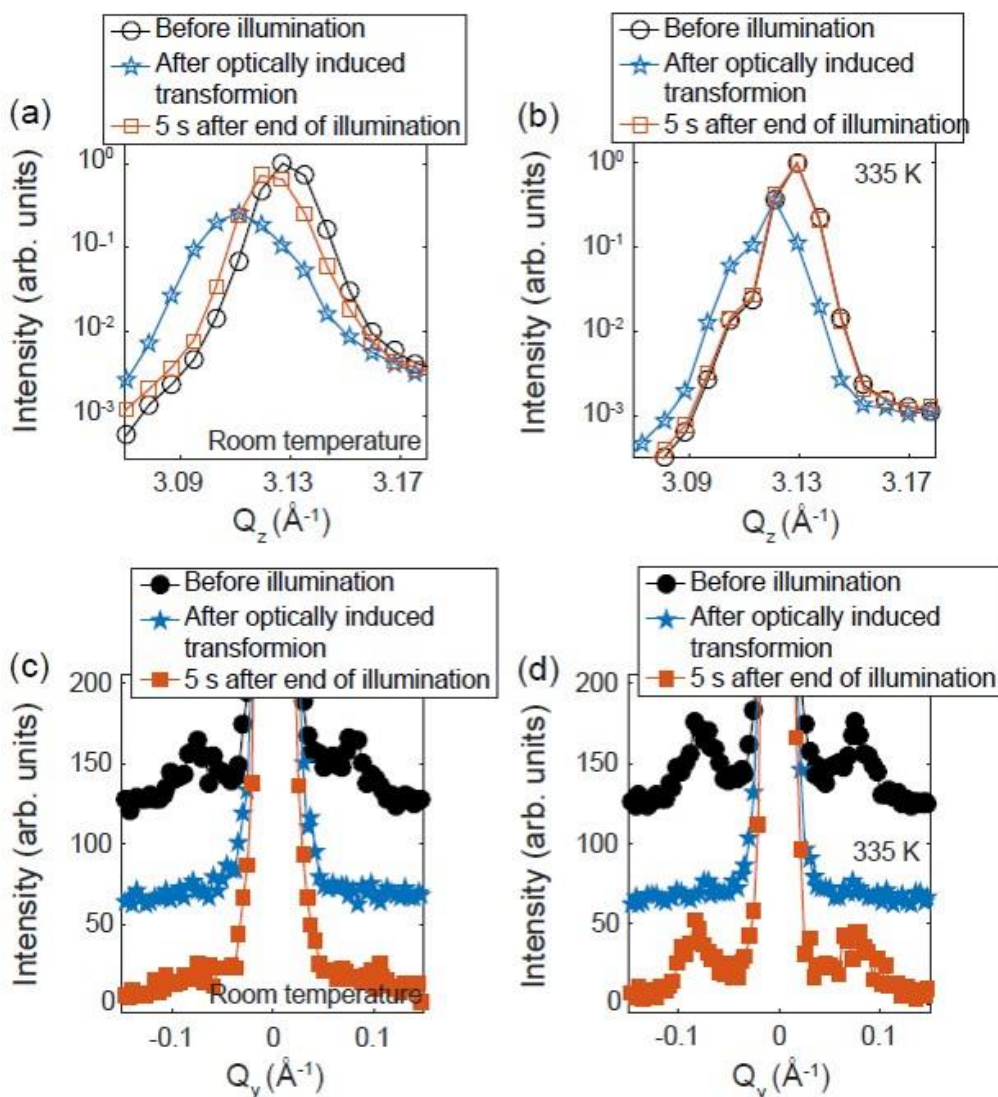 Before illumination
After optically induced
transformion
5 s after end of illumination
(a)
10⁰
10⁻¹
10⁻²
10⁻³
Intensity (arb. units)
Room temperature
3.09 3.13 3.17
Q_z (Å⁻¹)
Before illumination
After optically induced
transformion
5 s after end of illumination
(b)
335 K
10⁰
10⁻¹
10⁻²
10⁻³
Intensity (arb. units)
3.09 3.13 3.17
Q_z (Å⁻¹)
Before illumination
After optically induced
transformion
5 s after end of illumination
(c)
200
150
100
50
0
Intensity (arb. units)
Room temperature
-0.1 0 0.1
Q_y (Å⁻¹)
Before illumination
After optically induced
transformion
5 s after end of illumination
(d)
200
150
100
50
0
Intensity (arb. units)
335 K
-0.1 0 0.1
Q_y (Å⁻¹)